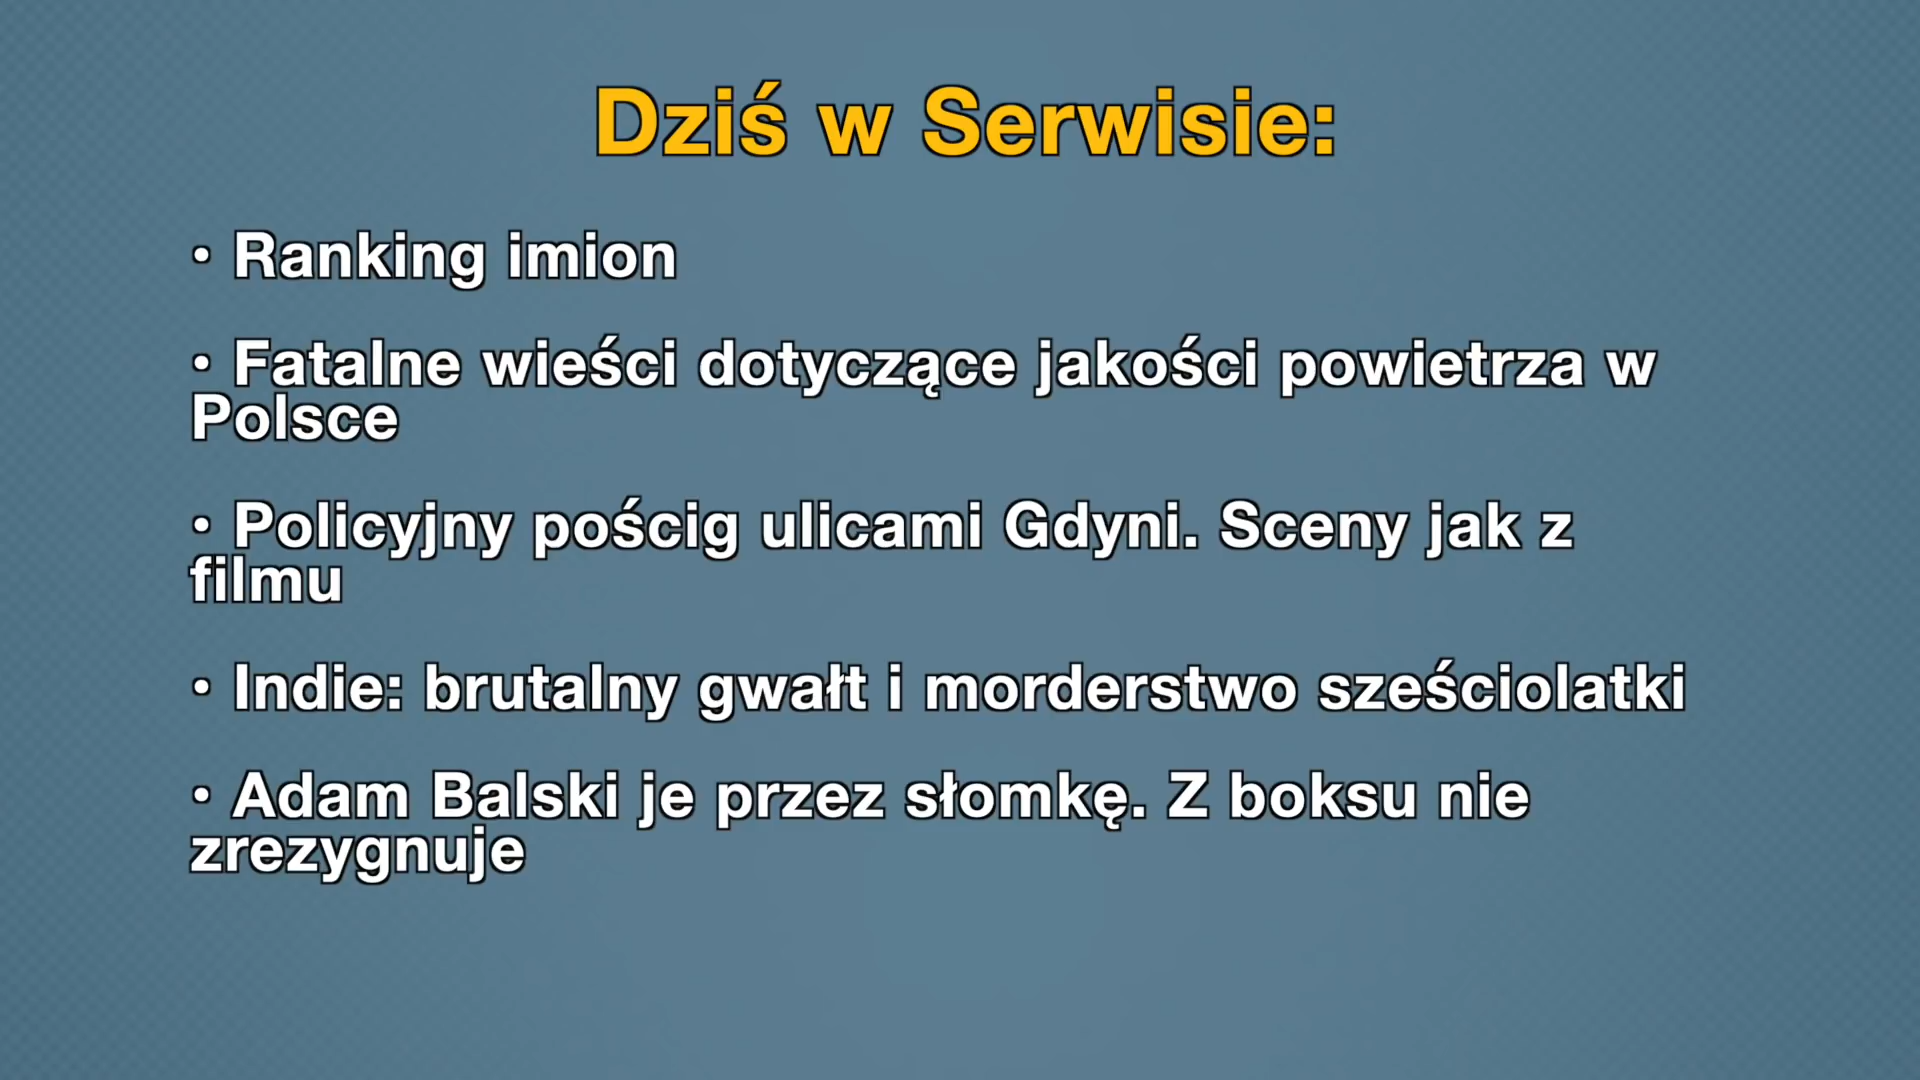 Dziś w Serwisie:
• Ranking imion
• Fatalne wieści dotyczące jakości powietrza w
Polsce
• Policyjny pościg ulicami Gdyni. Sceny jak z
filmu
• Indie: brutalny gwałt i morderstwo sześciolatki
• Adam Balski je przez słomkę. Z boksu nie
zrezygnuje